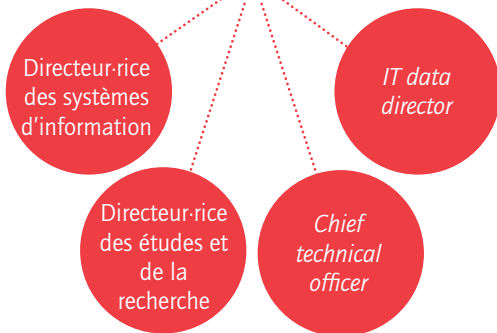 Directeur·rice
des systèmes
d'information
IT data
director
Directeur·rice
des études et
de la
recherche
Chief
technical
officer